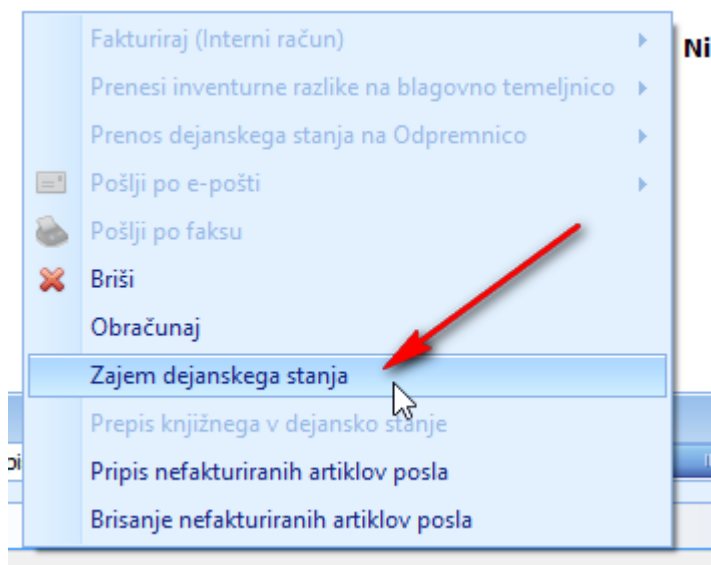 Fakturiraj (Interni račun)
Ni
Prenesi inventurne razlike na blagovno temeljnico
Prenos dejanskega stanja na Odpremnico
Pošlji po e-pošti
Pošlji po faksu
Briši
Obračunaj
Zajem dejanskega stanja
Prepis knjižnega v dejansko stanje
Pripis nefakturiranih artiklov posla
Brisanje nefakturiranih artiklov posla